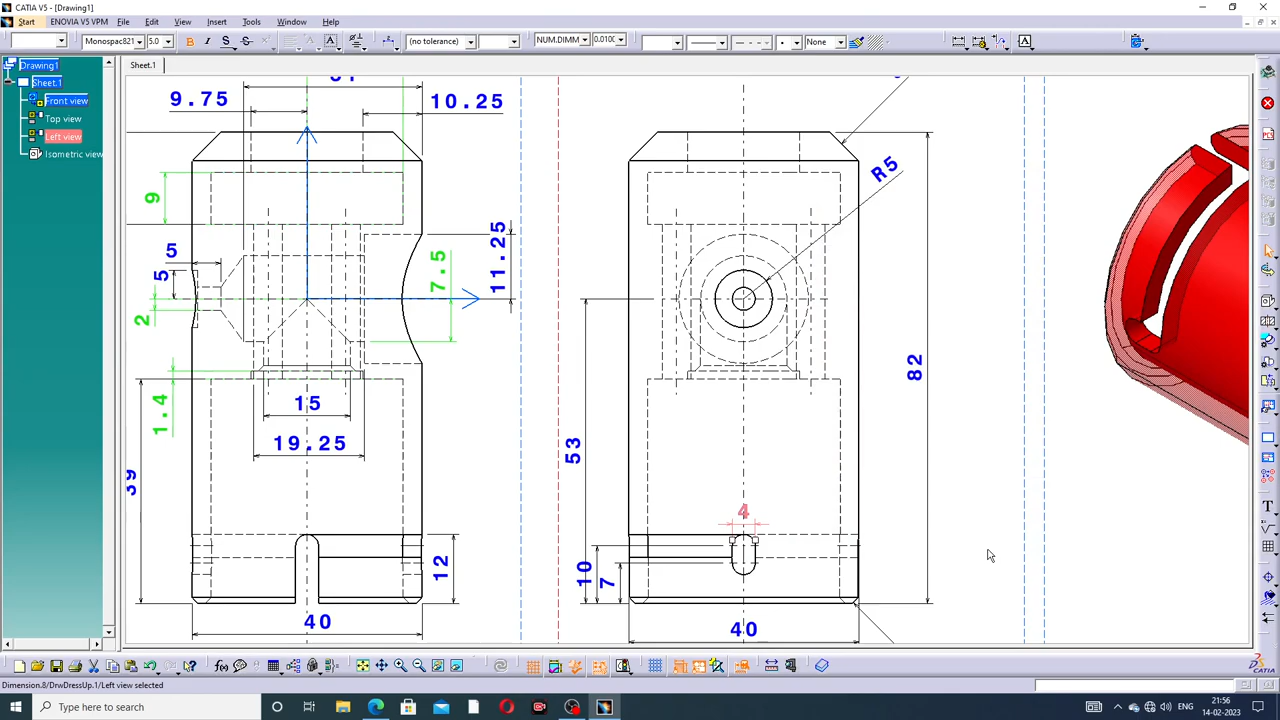 CATIA V5 - [Drawing1]
Start ENOVIA V5 VPM File Edit View Insert Tools Window Help
Monospac821 5.0 B I S S (no tolerance) NUM.DIMM 0.0100 None
Drawing1
Sheet.1
Front view
Top view
Left view
Isometric view
Sheet.1
9.75
10.25
9
5
5
2
7.5
11.25
1.4
15
19.25
39
12
40
R5
82
53
4
10
7
40
Dimension.8/DrwDressUp.1/Left view selected
Type here to search
21:56
14-02-2023
PCS
CATIA